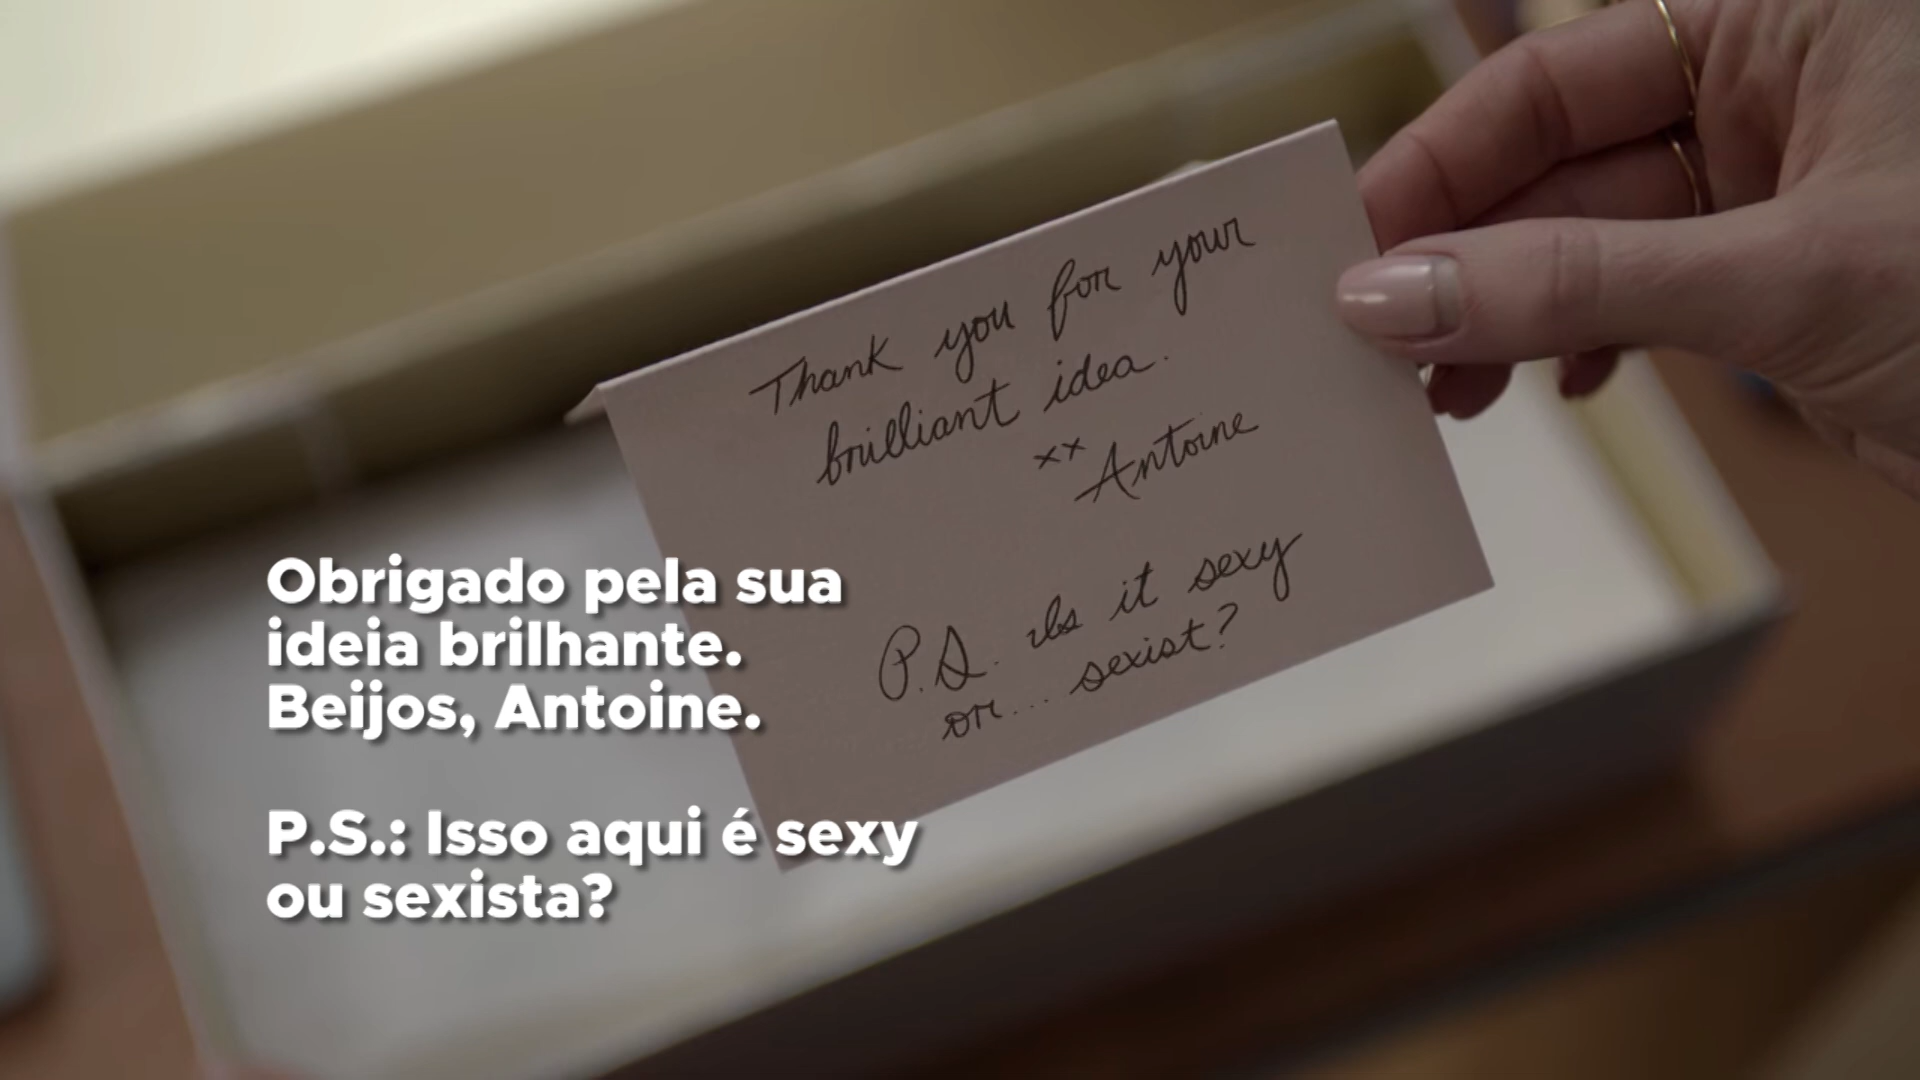 Thank you for your
brilliant idea.
xx Antoine
P.S. Is it sexy
or... sexist?
Obrigado pela sua
ideia brilhante.
Beijos, Antoine.
P.S.: Isso aqui é sexy
ou sexista?